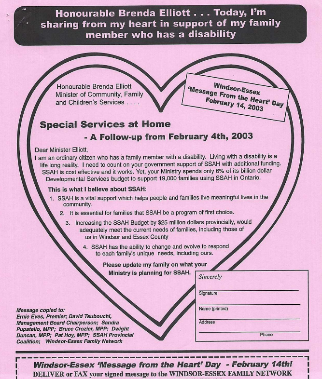 Honourable Brenda Elliott . . . Today, I'm
sharing from my heart in support of my family
member who has a disability
Honourable Brenda Elliott
Minister of Community, Family
and Children's Services . . .
Windsor-Essex
'Message From the Heart' Day
February 14, 2003
Special Services at Home
- A Follow-up from February 4th, 2003
Dear Minister Elliott,
I am an ordinary citizen who has a family member with a disability. Living with a disability is a
life long reality. I need to count on your government support of SSAH with additional funding.
SSAH is cost effective and it works. Yet, your Ministry spends only 6% of its billion dollar
Developmental Services budget to support 19,000 families using SSAH in Ontario.
This is what I believe about SSAH:
1. SSAH is a vital support which helps people and families live meaningful lives in the
community.
2. It is essential for families that SSAH be a program of first choice.
3. Increasing the SSAH Budget by $25 million dollars provincially, would
adequately meet the current needs of families, including those of
us in Windsor and Essex County
4. SSAH has the ability to change and evolve to respond
to each family's unique needs, including ours.
Please update my family on what your
Ministry is planning for SSAH.
Sincerely
Signature
Name (printed)
Address
Phone
Message copied to:
Ernie Eves, Premier; David Tsubouchi,
Management Board Chairperson; Sandra
Pupatello, MPP; Bruce Crozier, MPP; Dwight
Duncan, MPP; Pat Hoy, MPP; SSAH Provincial
Coalition; Windsor-Essex Family Network
Windsor-Essex 'Message from the Heart' Day - February 14th!
DELIVER or FAX your signed message to the WINDSOR-ESSEX FAMILY NETWORK